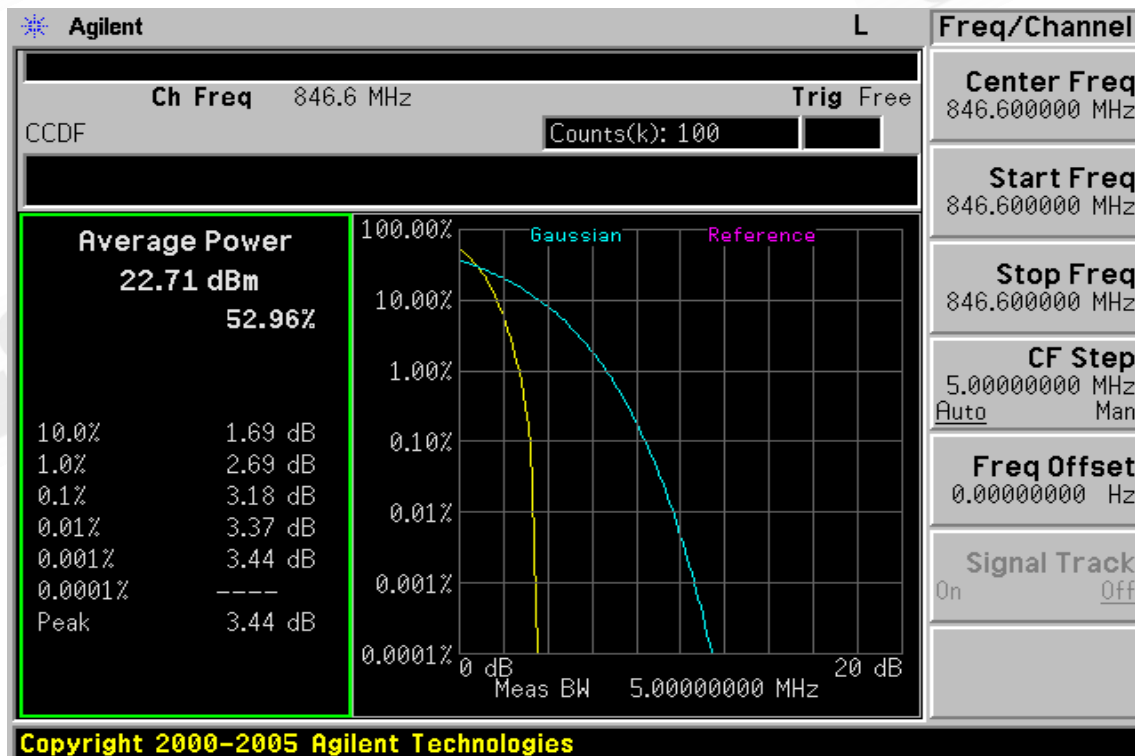 Agilent L
Ch Freq 846.6 MHz Trig Free
CCDF Counts(k): 100
Average Power
22.71 dBm
52.96%
10.0% 1.69 dB
1.0% 2.69 dB
0.1% 3.18 dB
0.01% 3.37 dB
0.001% 3.44 dB
0.0001% ----
Peak 3.44 dB
100.00% Gaussian Reference
10.00%
1.00%
0.10%
0.01%
0.001%
0.0001%
0 dB 20 dB
Meas BW 5.00000000 MHz
Freq/Channel
Center Freq
846.600000 MHz
Start Freq
846.600000 MHz
Stop Freq
846.600000 MHz
CF Step
5.00000000 MHz
Auto Man
Freq Offset
0.00000000 Hz
Signal Track
On Off
Copyright 2000-2005 Agilent Technologies